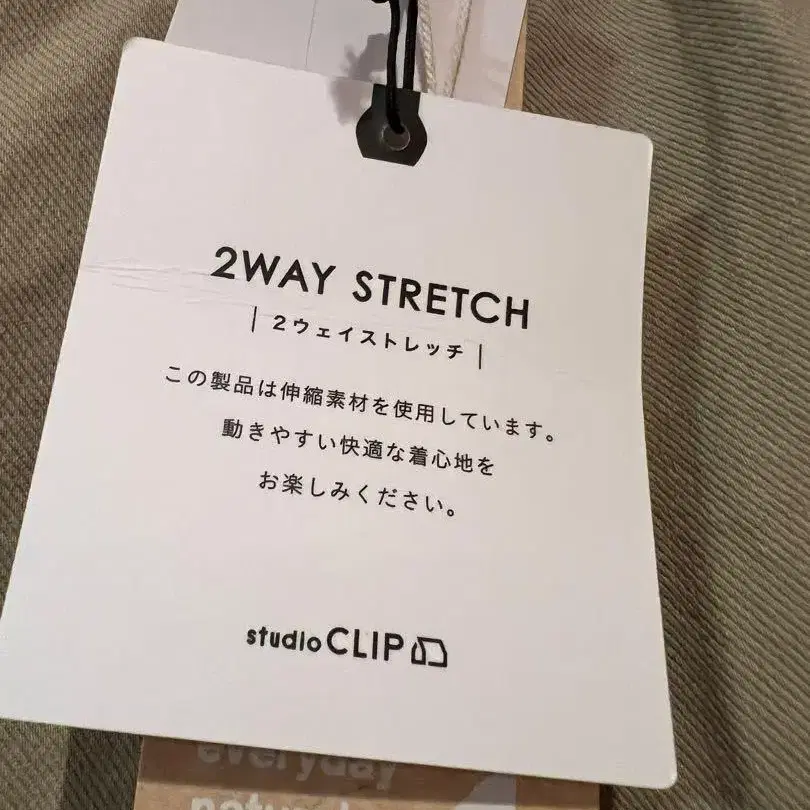 2WAY STRETCH
| 2ウェイストレッチ |
この製品は伸縮素材を使用しています。
動きやすい快適な着心地を
お楽しみください。
studio CLIP
everyday